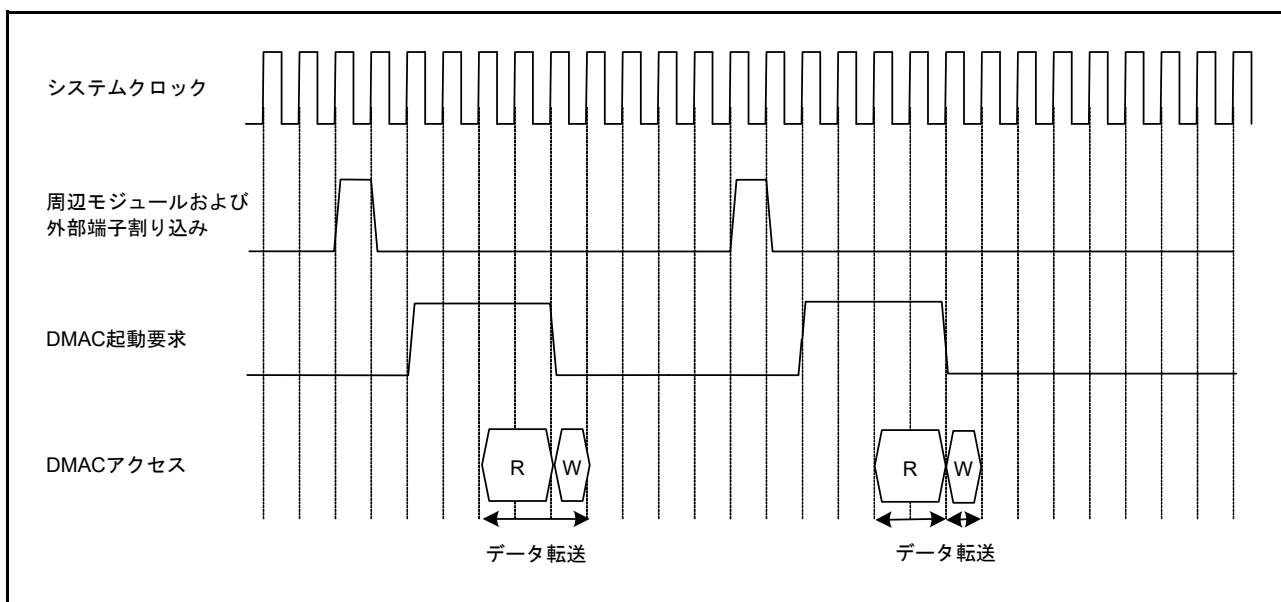 システムクロック
周辺モジュールおよび
外部端子割り込み
DMAC起動要求
DMACアクセス
R
W
R
W
データ転送
データ転送